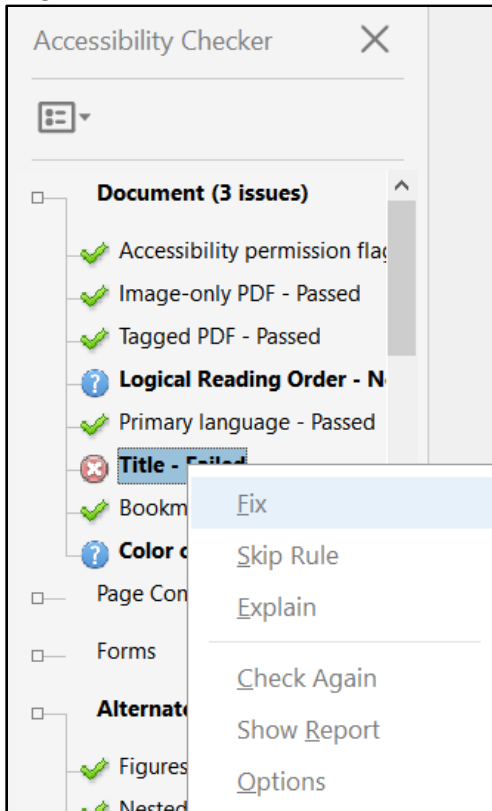 Accessibility Checker
Document (3 issues)
Accessibility permission flag
Image-only PDF - Passed
Tagged PDF - Passed
Logical Reading Order - N
Primary language - Passed
Title - Failed
Bookm
Color c
Page Con
Forms
Alternate
Figures
Nested
Fix
Skip Rule
Explain
Check Again
Show Report
Options